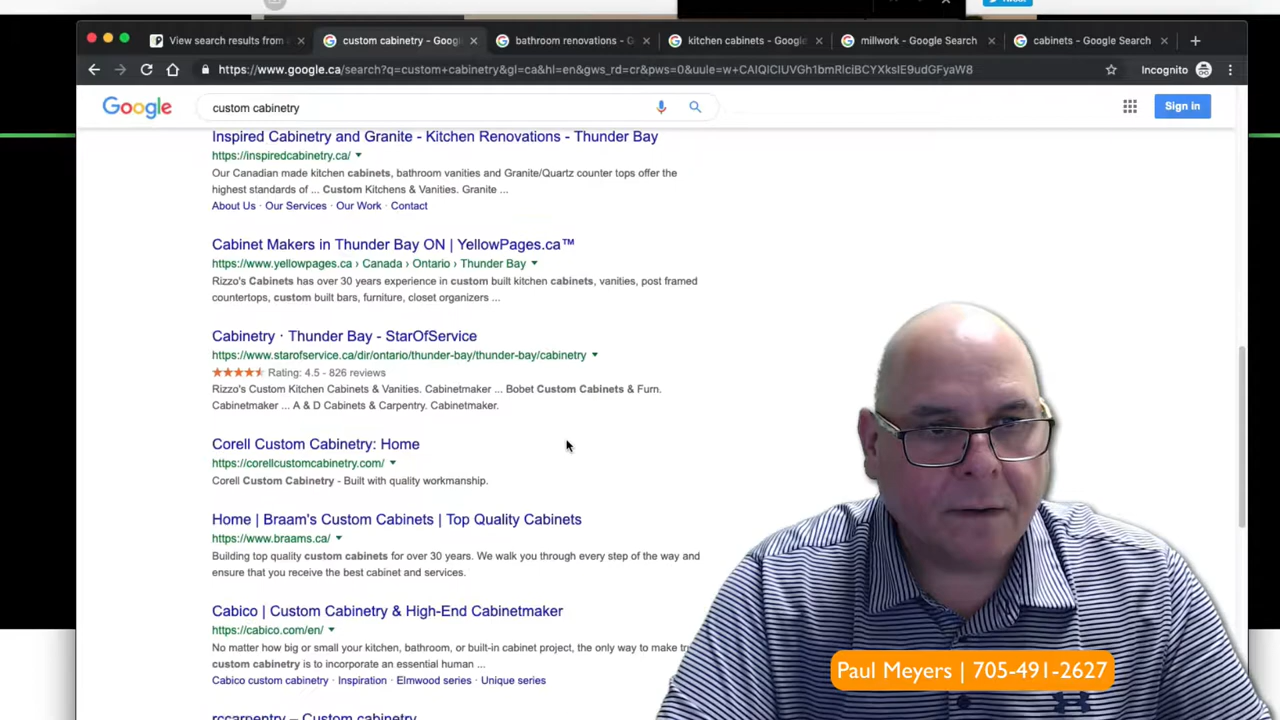 View search results from
custom cabinetry - Goog
bathroom renovations - G
kitchen cabinets - Google
millwork - Google Search
cabinets - Google Search
https://www.google.ca/search?q=custom+cabinetry&gl=ca&hl=en&gws_rd=cr&pws=0&uule=w+CAIQICIUVGh1bmRlciBCYXksIE9udGFyaW8
Incognito
Google
custom cabinetry
Sign in
Inspired Cabinetry and Granite - Kitchen Renovations - Thunder Bay
https://inspiredcabinetry.ca/
Our Canadian made kitchen cabinets, bathroom vanities and Granite/Quartz counter tops offer the
highest standards of ... Custom Kitchens & Vanities. Granite ...
About Us · Our Services · Our Work · Contact
Cabinet Makers in Thunder Bay ON | YellowPages.ca™
https://www.yellowpages.ca › Canada › Ontario › Thunder Bay
Rizzo's Cabinets has over 30 years experience in custom built kitchen cabinets, vanities, post framed
countertops, custom built bars, furniture, closet organizers ...
Cabinetry · Thunder Bay - StarOfService
https://www.starofservice.ca/dir/ontario/thunder-bay/thunder-bay/cabinetry
Rating: 4.5 - 826 reviews
Rizzo's Custom Kitchen Cabinets & Vanities. Cabinetmaker ... Bobet Custom Cabinets & Furn.
Cabinetmaker ... A & D Cabinets & Carpentry. Cabinetmaker.
Corell Custom Cabinetry: Home
https://corellcustomcabinetry.com/
Corell Custom Cabinetry - Built with quality workmanship.
Home | Braam's Custom Cabinets | Top Quality Cabinets
https://www.braams.ca/
Building top quality custom cabinets for over 30 years. We walk you through every step of the way and
ensure that you receive the best cabinet and services.
Cabico | Custom Cabinetry & High-End Cabinetmaker
https://cabico.com/en/
No matter how big or small your kitchen, bathroom, or built-in cabinet project, the only way to make
custom cabinetry is to incorporate an essential human ...
Cabico custom cabinetry · Inspiration · Elmwood series · Unique series
rccarpentry – Custom cabinetry
Paul Meyers | 705-491-2627